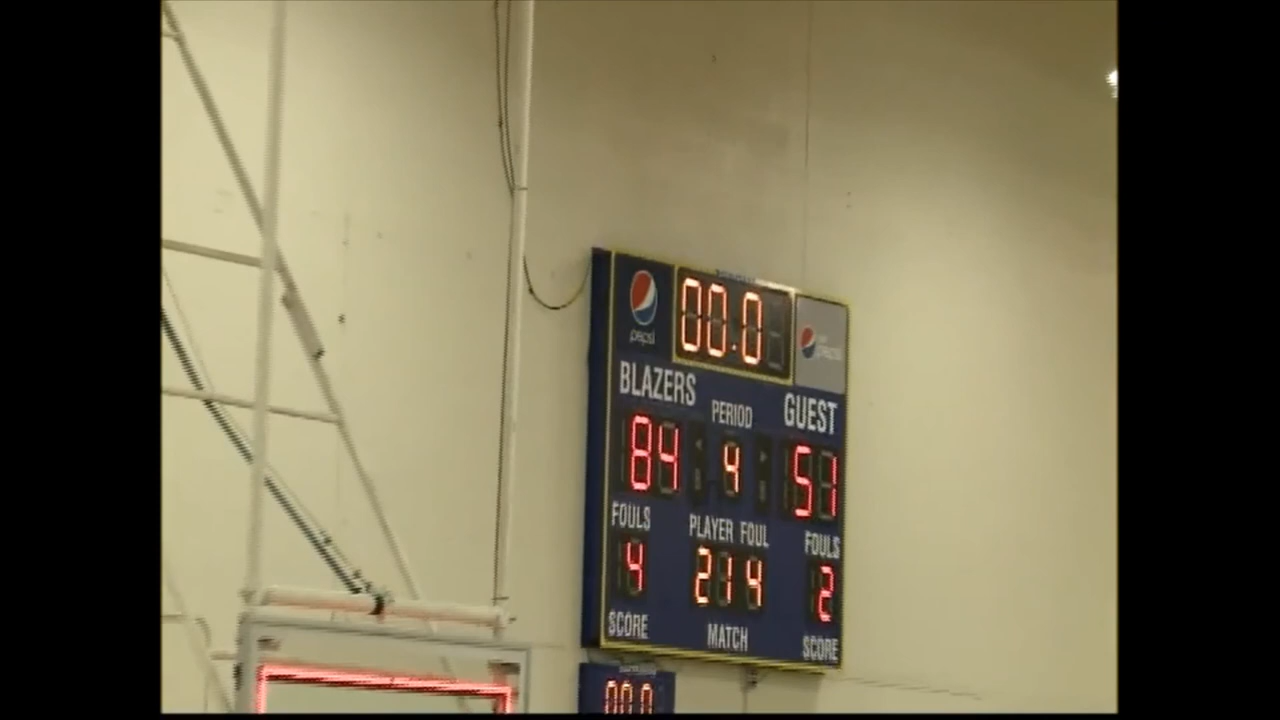 pepsi
00.0
pepsi
BLAZERS
PERIOD
GUEST
84
4
51
FOULS
PLAYER FOUL
FOULS
4
21 4
2
SCORE
MATCH
SCORE
00.0